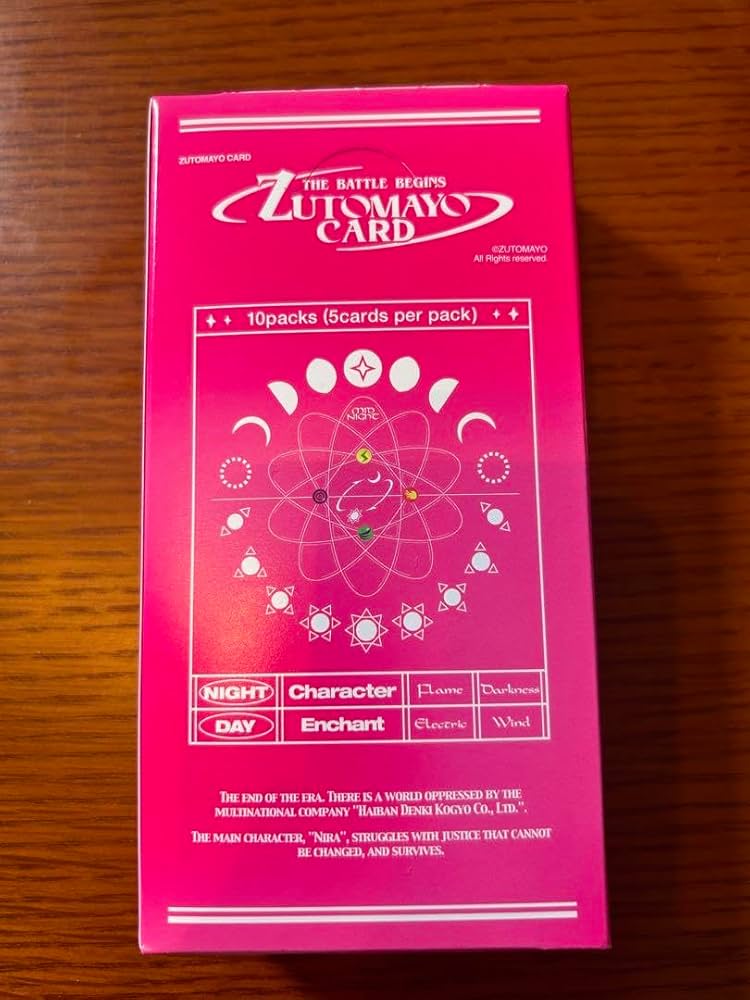 ZUTOMAYO CARD
THE BATTLE BEGINS
ZUTOMAYO
CARD
©ZUTOMAYO
All Rights reserved
10packs (5cards per pack)
MID
NIGHT
NIGHT Character Flame Darkness
DAY Enchant Electric Wind
THE END OF THE ERA. THERE IS A WORLD OPPRESSED BY THE
MULTINATIONAL COMPANY "HAIBAN DENKI KOGYO CO., LTD.".
THE MAIN CHARACTER, "NIRA", STRUGGLES WITH JUSTICE THAT CANNOT
BE CHANGED, AND SURVIVES.